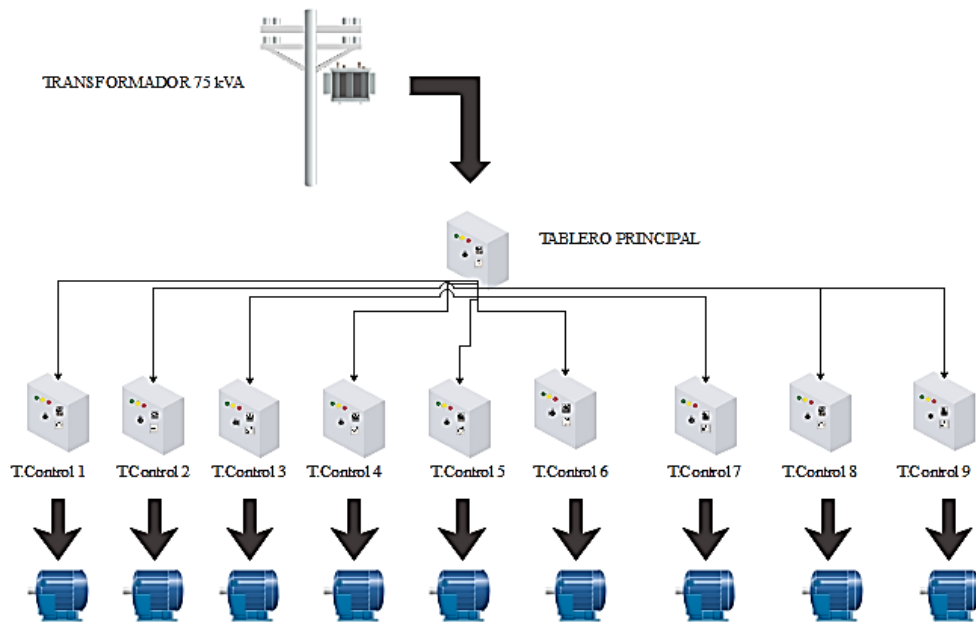 TRANSFORMADOR 75 kVA
TABLERO PRINCIPAL
T.Control 1
T.Control 2
T.Control 3
T.Control 4
T.Control 5
T.Control 6
T.Control 7
T.Control 8
T.Control 9